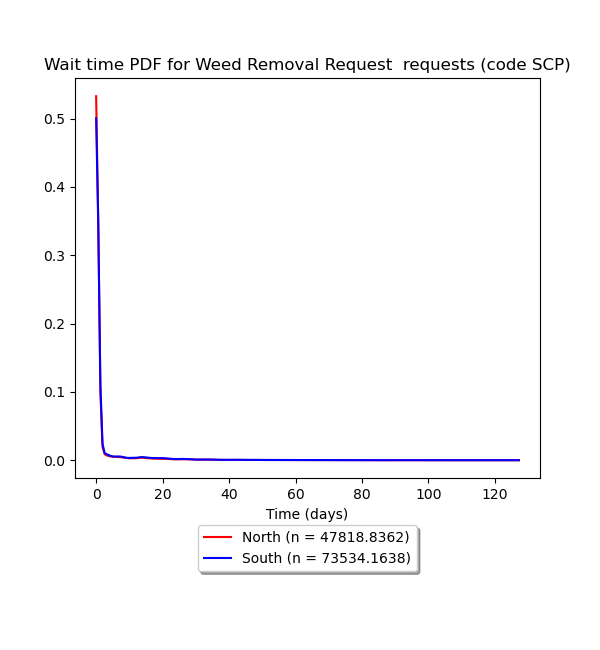 Wait time PDF for Weed Removal Request  requests (code SCP)
0.5
0.4
0.3
0.2
0.1
0.0
0 20 40 60 80 100 120
Time (days)
North (n = 47818.8362)
South (n = 73534.1638)